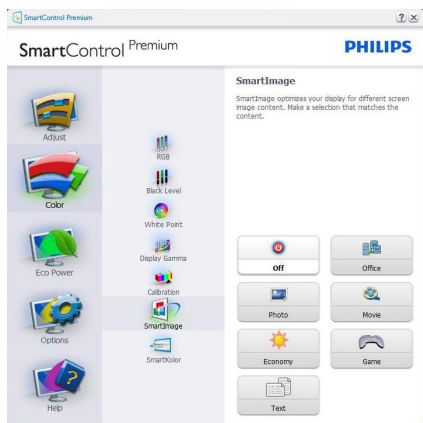 SmartControl Premium
SmartControl Premium
PHILIPS
Adjust
Color
Eco Power
Options
Help
RGB
Black Level
White Point
Display Gamma
Calibration
SmartImage
SmartKolor
SmartImage
SmartImage optimizes your display for different screen
image content. Make a selection that matches the
content.
Off
Office
Photo
Movie
Economy
Game
Text